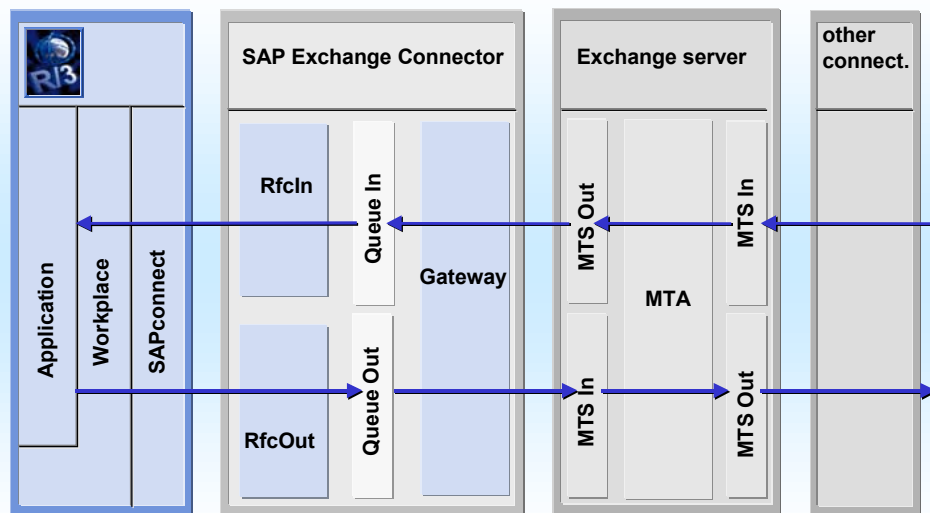 R/3
Application
Workplace
SAPconnect
SAP Exchange Connector
RfcIn
RfcOut
Queue In
Queue Out
Gateway
Exchange server
MTS Out
MTS In
MTA
MTS In
MTS Out
other
connect.